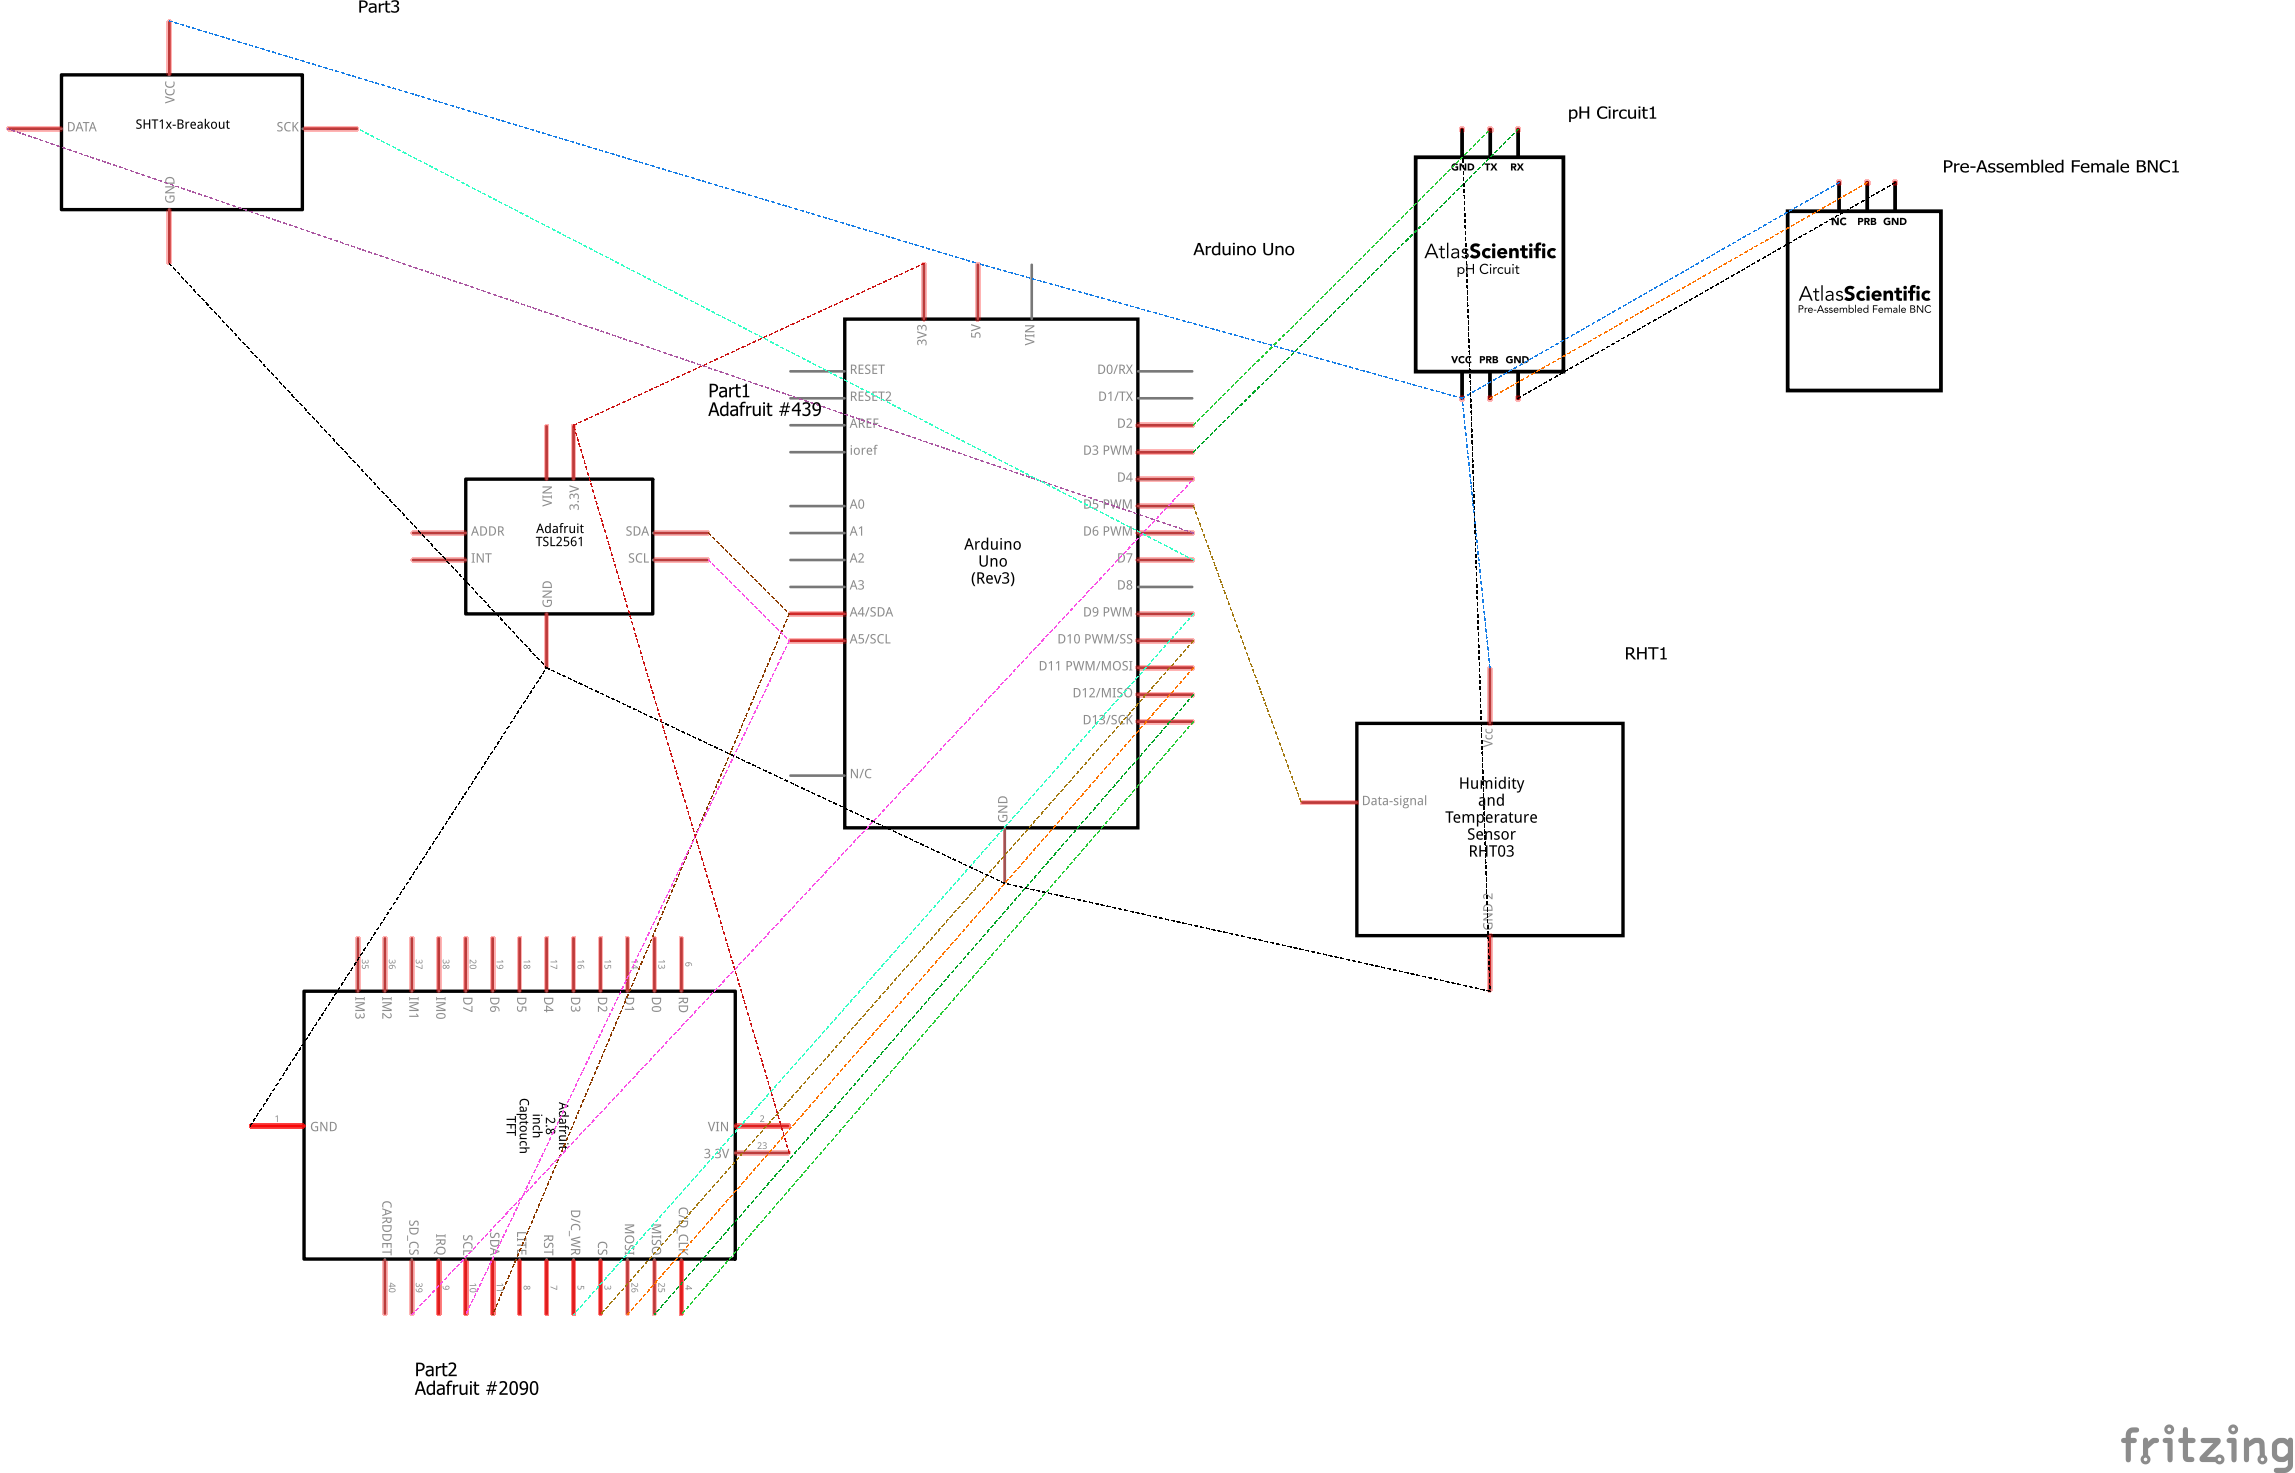 Part3
VCC
SHT1x-Breakout
DATA
SCK
GND
pH Circuit1
GND TX RX
AtlasScientific
pH Circuit
VCC PRB GND
Pre-Assembled Female BNC1
NC PRB GND
AtlasScientific
Pre-Assembled Female BNC
Arduino Uno
3V3
5V
VIN
RESET
RESET2
AREF
ioref
A0
A1
A2
A3
A4/SDA
A5/SCL
N/C
D0/RX
D1/TX
D2
D3 PWM
D4
D5 PWM
D6 PWM
D7
D8
D9 PWM
D10 PWM/SS
D11 PWM/MOSI
D12/MISO
D13/SCK
GND
Arduino
Uno
(Rev3)
Part1
Adafruit #439
VIN
3.3V
ADDR
INT
Adafruit
TSL2561
SDA
SCL
GND
RHT1
Vcc
Data-signal
Humidity
and
Temperature
Sensor
RHT03
35
36
37
38
20
19
18
17
16
15
13
6
IM3
IM2
IM1
IM0
D7
D6
D5
D4
D3
D2
D1
D0
RD
1
GND
Adafruit
2.8
inch
Captouch
TFT
VIN
2
3.3V
23
CARDDET
SD_CS
IRQ
SCL
SDA
LITE
RST
D/C_WR
CS
MOSI
MISO
C/D_CLK
40
39
9
10
11
8
7
5
3
26
25
4
Part2
Adafruit #2090
fritzing